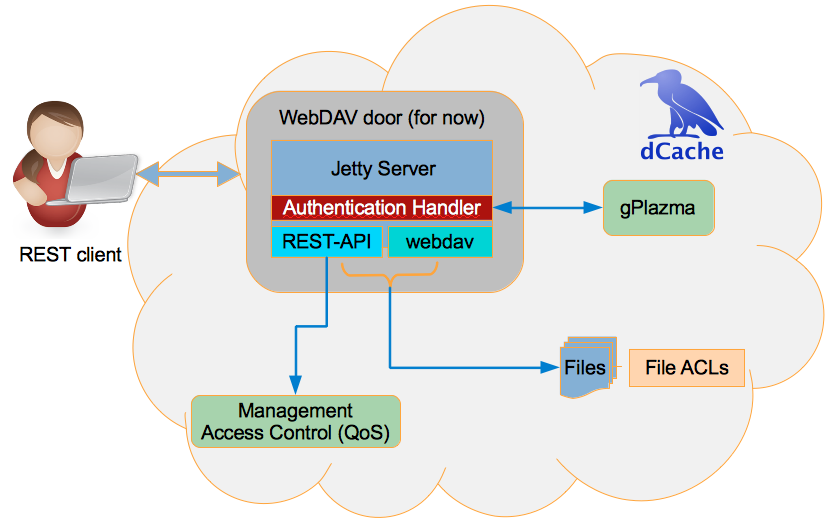 WebDAV door (for now)
dCache
Jetty Server
Authentication Handler
gPlazma
REST-API
webdav
REST client
Files
File ACLs
Management
Access Control (QoS)